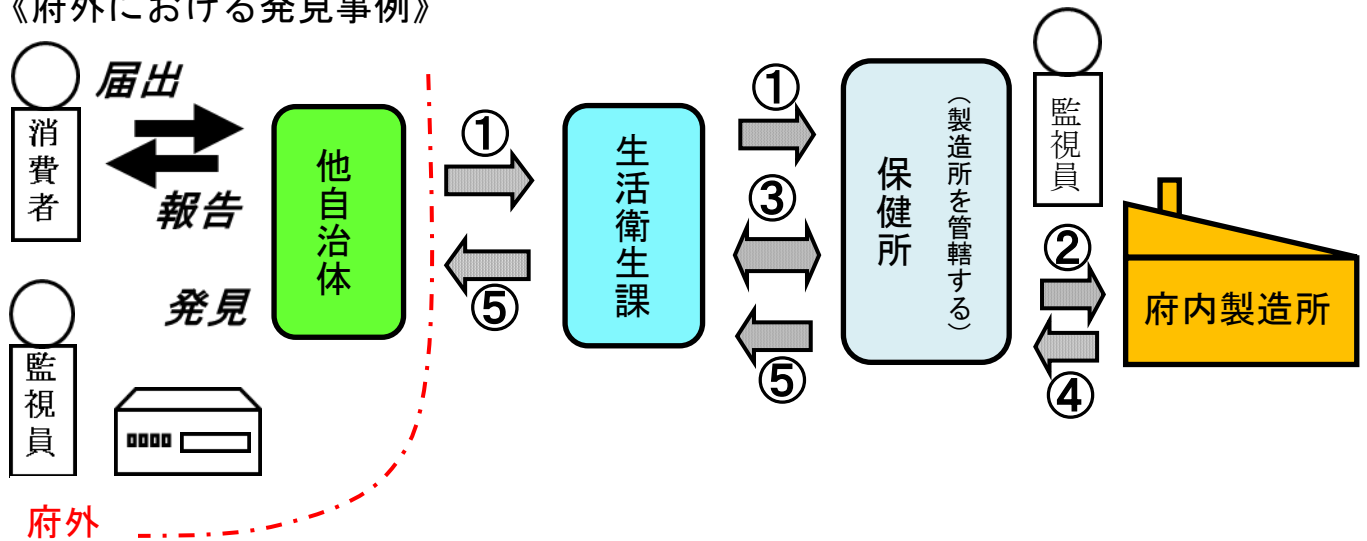 《府外における発見事例》
届出
消費者
報告
発見
監視員
府外
他自治体
①
⑤
生活衛生課
①
③
⑤
保健所
（製造所を管轄する）
監視員
②
④
府内製造所